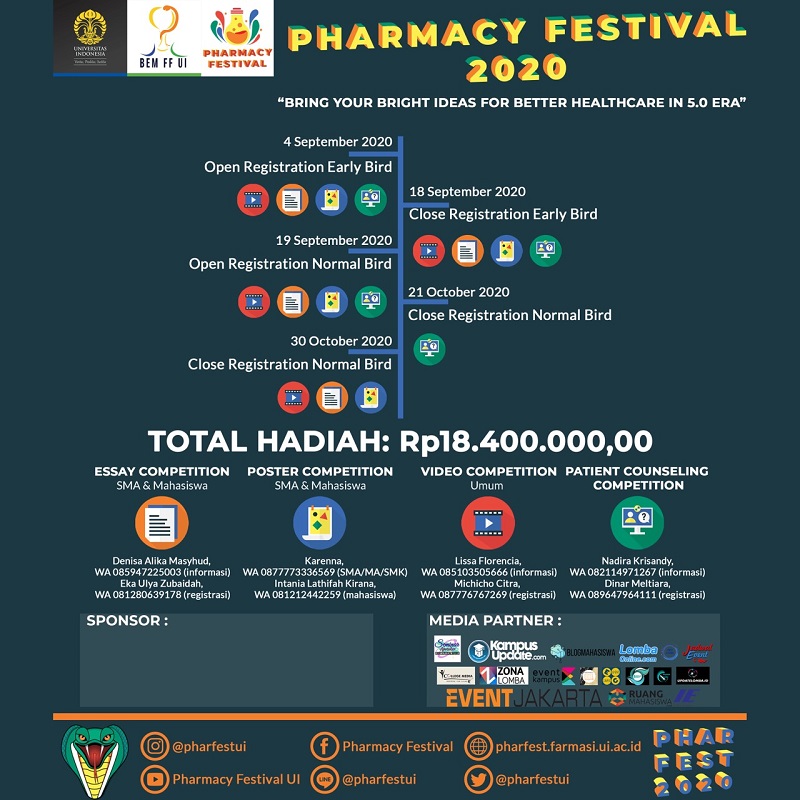 UNIVERSITAS
INDONESIA
BEM FF UI
PHARMACY
FESTIVAL
PHARMACY FESTIVAL
2020
“BRING YOUR BRIGHT IDEAS FOR BETTER HEALTHCARE IN 5.0 ERA”
4 September 2020
Open Registration Early Bird
18 September 2020
Close Registration Early Bird
19 September 2020
Open Registration Normal Bird
21 October 2020
Close Registration Normal Bird
30 October 2020
Close Registration Normal Bird
TOTAL HADIAH: Rp18.400.000,00
ESSAY COMPETITION
SMA & Mahasiswa
Denisa Alika Masyhud,
WA 085947225003 (informasi)
Eka Ulya Zubaidah,
WA 081280639178 (registrasi)
POSTER COMPETITION
SMA & Mahasiswa
Karenna,
WA 0877773336569 (SMA/MA/SMK)
Intania Lathifah Kirana,
WA 081212442259 (mahasiswa)
VIDEO COMPETITION
Umum
Lissa Florencia,
WA 085103505666 (informasi)
Michicho Citra,
WA 087776767269 (registrasi)
PATIENT COUNSELING
COMPETITION
Nadira Krisandy,
WA 082114971267 (informasi)
Dinar Meltiara,
WA 089647964111 (registrasi)
SPONSOR :
MEDIA PARTNER :
Kampus
Update.com
BLOGMAHASISWA
Lomba
Online.com
ZONA
LOMBA
event
kampus
EVENTJAKARTA
RUANG
MAHASISWA
IE
@pharfestui
Pharmacy Festival
pharfest.farmasi.ui.ac.id
Pharmacy Festival UI
LINE
@pharfestui
@pharfestui
PHAR
FEST
2020